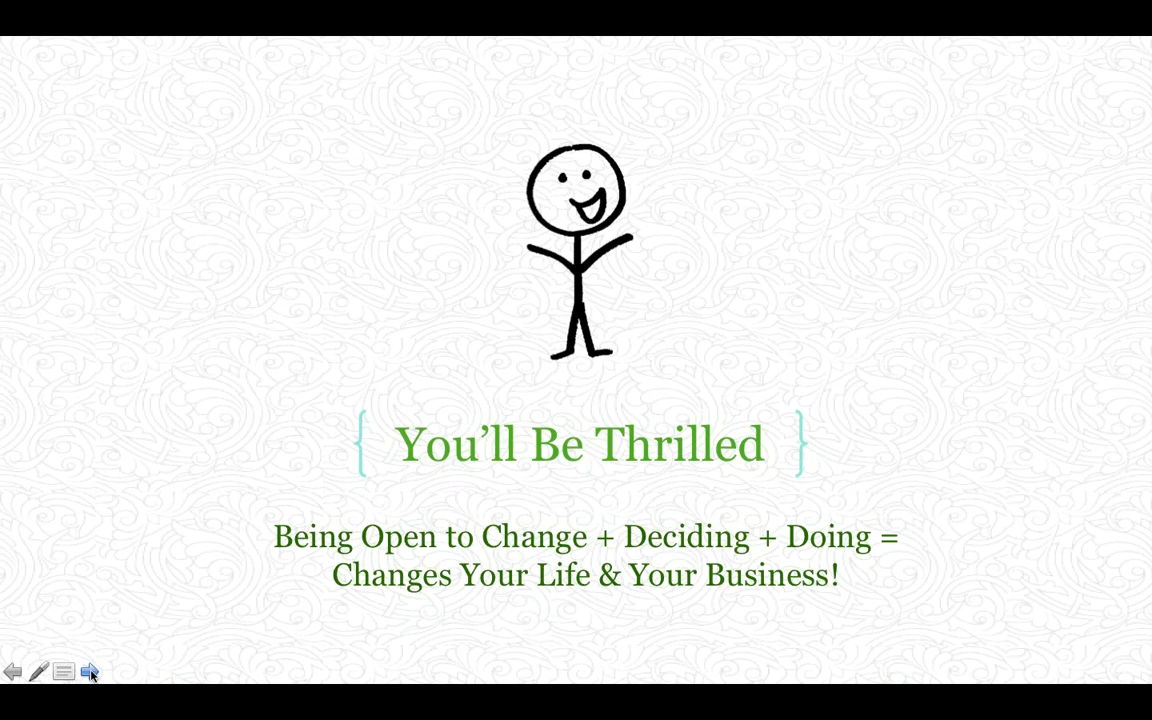 { You’ll Be Thrilled }
Being Open to Change + Deciding + Doing =
Changes Your Life & Your Business!